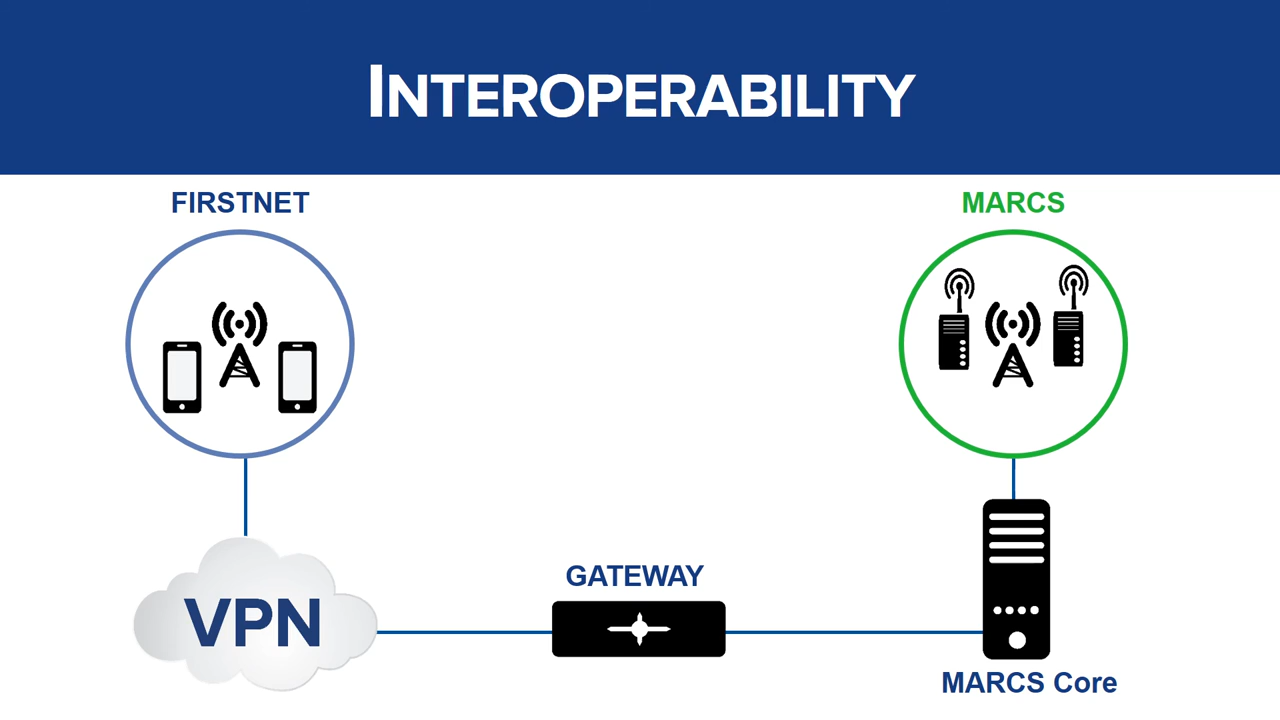 INTEROPERABILITY
FIRSTNET
MARCS
GATEWAY
VPN
MARCS Core